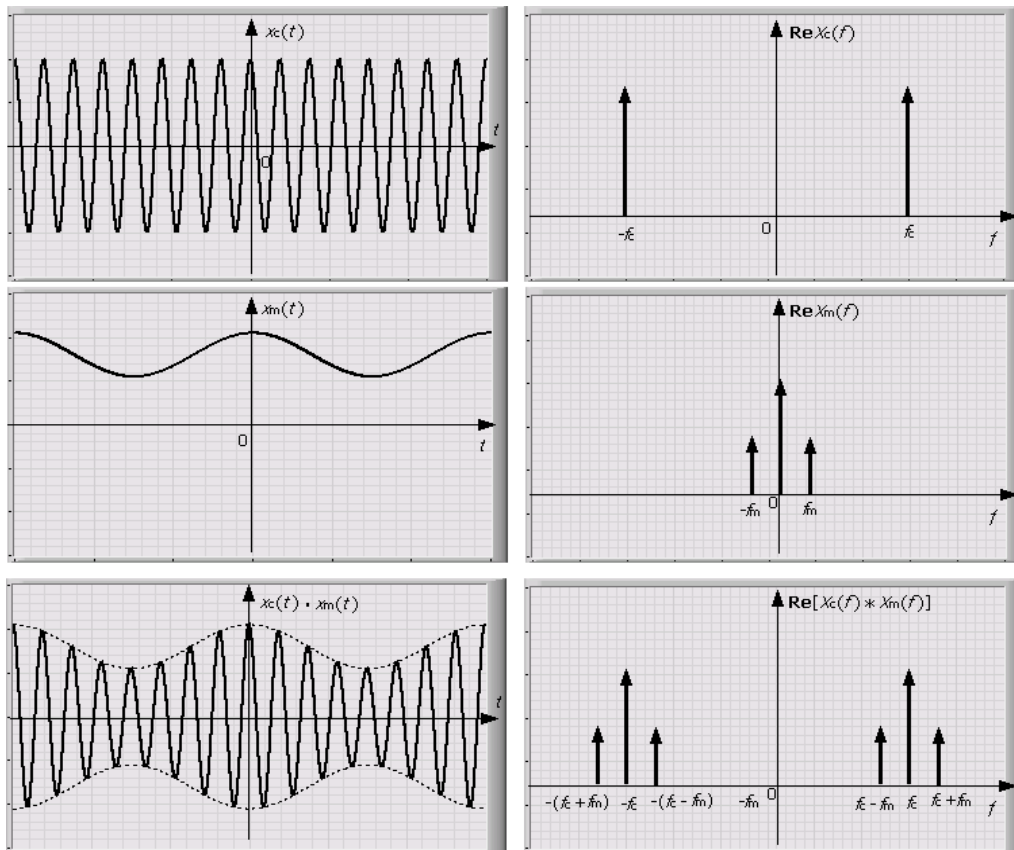 xc(t)
t
0
Re Xc(f)
0
-fc
fc
f
xm(t)
0
t
Re Xm(f)
0
-fm
fm
f
xc(t) · xm(t)
t
Re[Xc(f) * Xm(f)]
0
-(fc + fm)
-fc
-(fc - fm)
-fm
fc - fm
fc
fc + fm
f